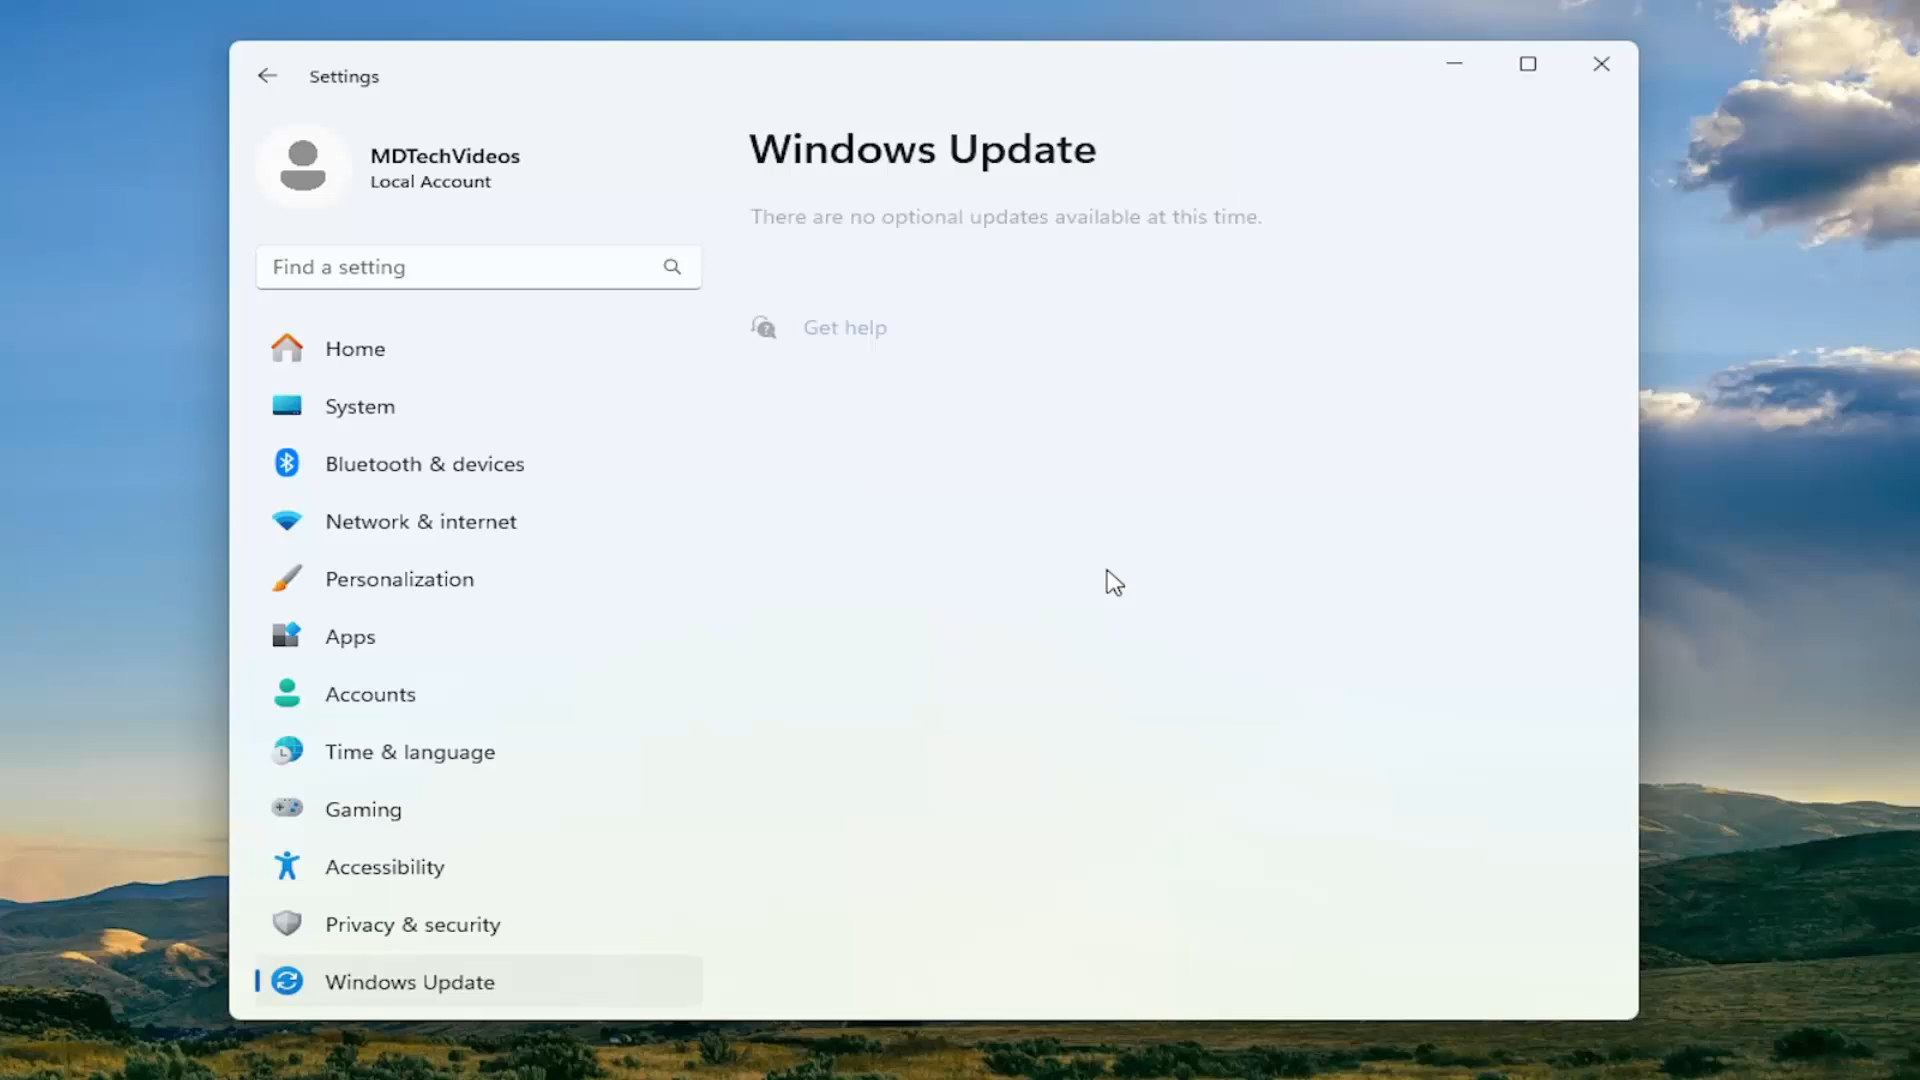 Settings
MDTechVideos
Local Account
Find a setting
Home
System
Bluetooth & devices
Network & internet
Personalization
Apps
Accounts
Time & language
Gaming
Accessibility
Privacy & security
Windows Update
Windows Update
There are no optional updates available at this time.
Get help